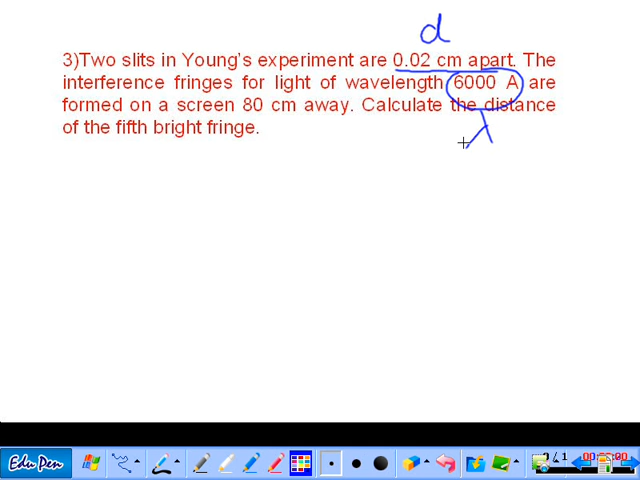 d
3)Two slits in Young's experiment are 0.02 cm apart. The
interference fringes for light of wavelength 6000 A are
formed on a screen 80 cm away. Calculate the distance
of the fifth bright fringe.
λ
Edu Pen